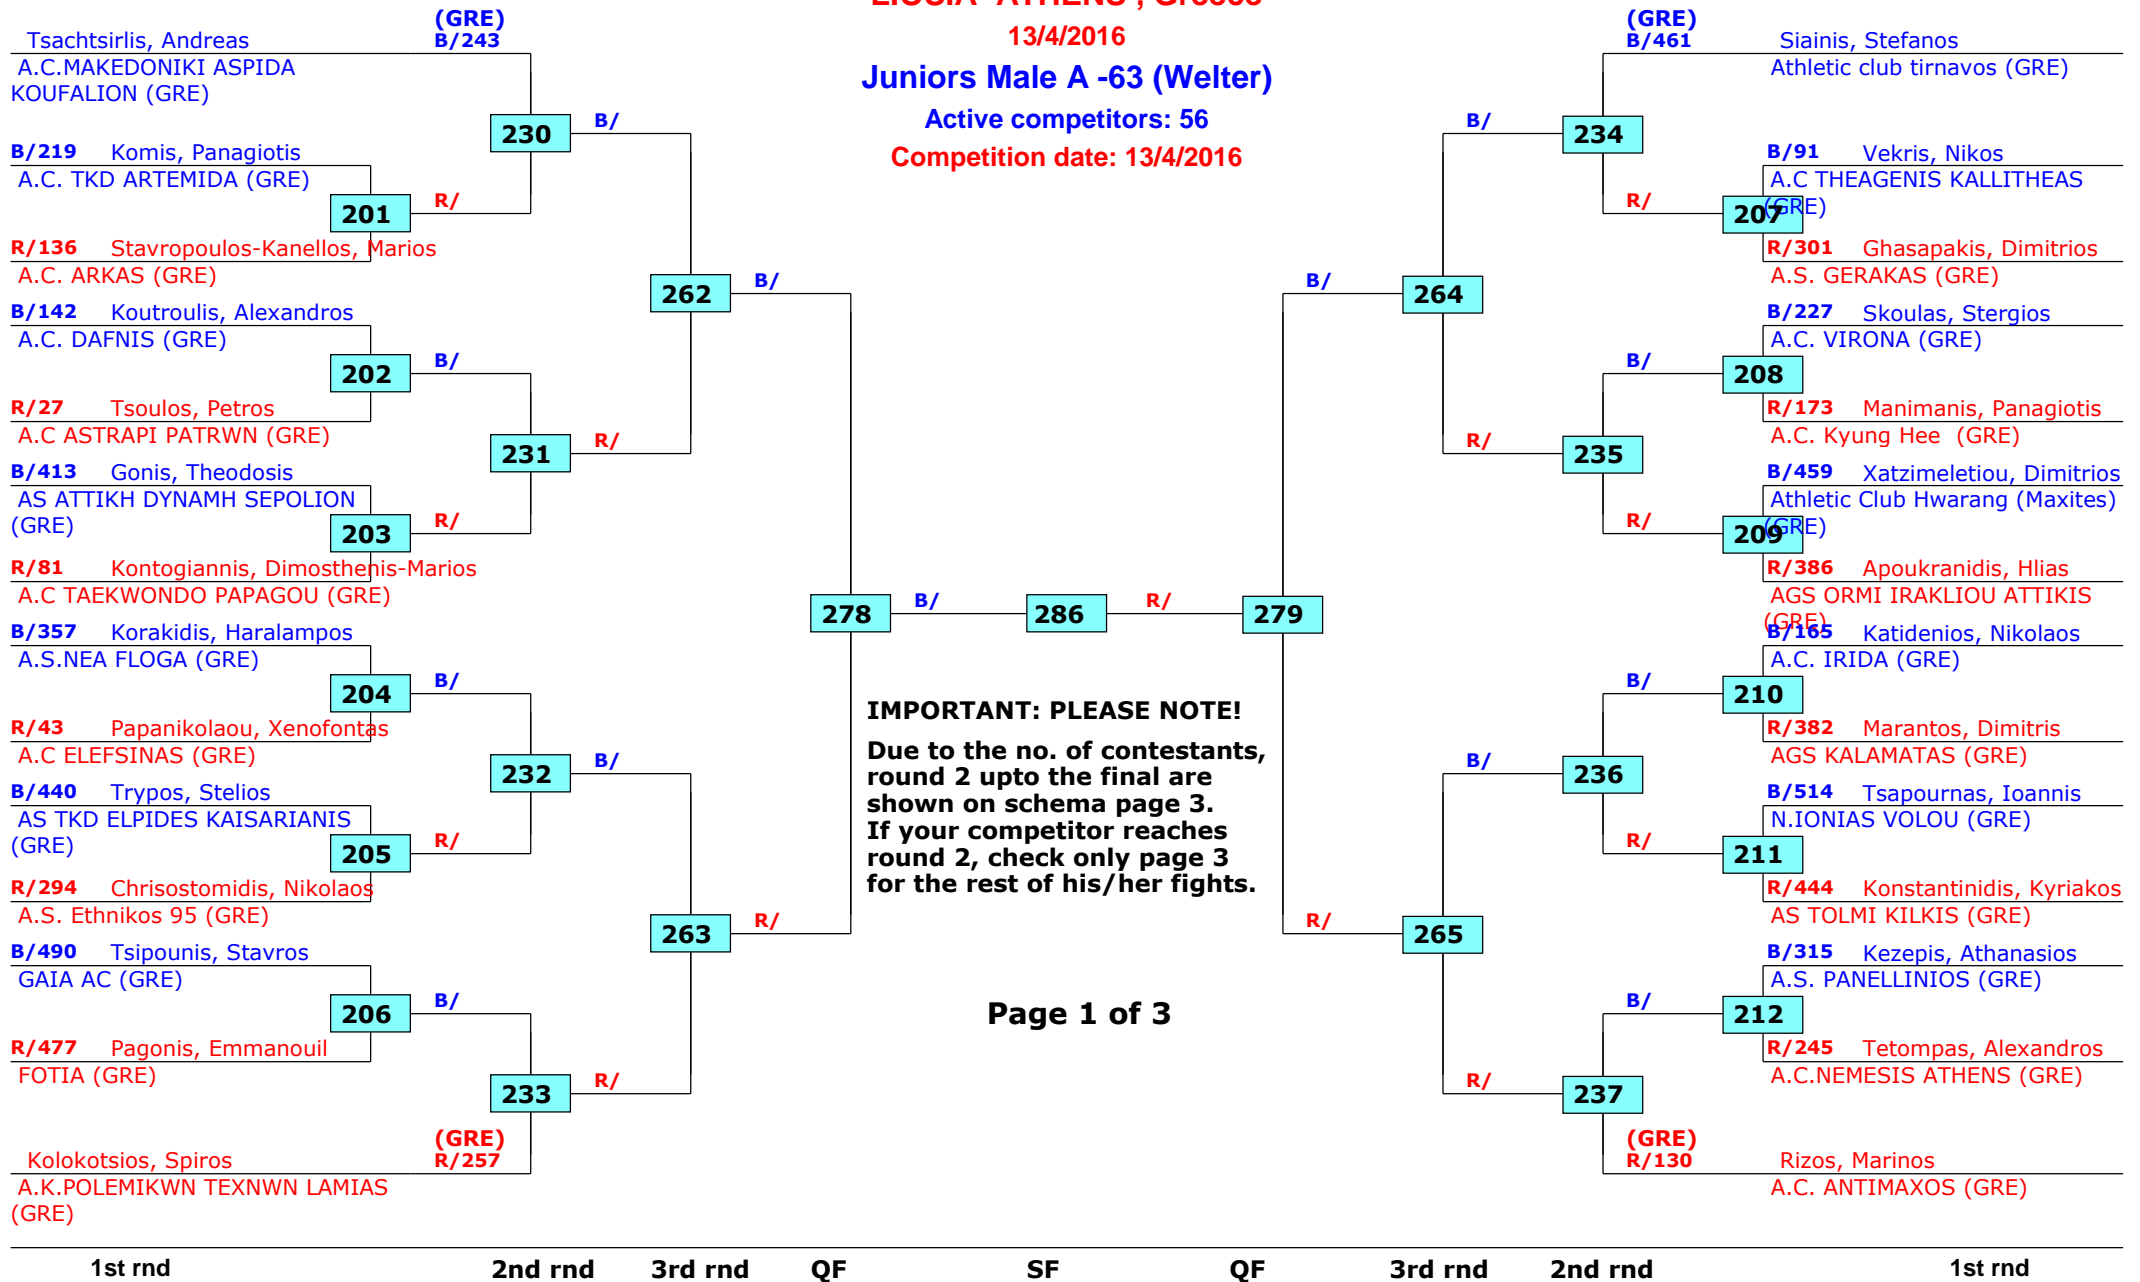 LIOSIA ATHENS , Greece
13/4/2016
Juniors Male A -63 (Welter)
Active competitors: 56
Competition date: 13/4/2016
(GRE)
Tsachtsirlis, Andreas B/243
A.C.MAKEDONIKI ASPIDA
KOUFALION (GRE)
230 B/
B/219 Komis, Panagiotis
A.C. TKD ARTEMIDA (GRE)
201 R/
R/136 Stavropoulos-Kanellos, Marios
A.C. ARKAS (GRE)
262 B/
B/142 Koutroulis, Alexandros
A.C. DAFNIS (GRE)
202 B/
R/27 Tsoulos, Petros
A.C ASTRAPI PATRWN (GRE)
231 R/
B/413 Gonis, Theodosis
AS ATTIKH DYNAMH SEPOLION
(GRE)
203 R/
R/81 Kontogiannis, Dimosthenis-Marios
A.C TAEKWONDO PAPAGOU (GRE)
278 B/ 286 R/ 279
B/357 Korakidis, Haralampos
A.S.NEA FLOGA (GRE)
204 B/
R/43 Papanikolaou, Xenofontas
A.C ELEFSINAS (GRE)
232 B/
B/440 Trypos, Stelios
AS TKD ELPIDES KAISARIANIS
(GRE)
205 R/
R/294 Chrisostomidis, Nikolaos
A.S. Ethnikos 95 (GRE)
263 R/
B/490 Tsipounis, Stavros
GAIA AC (GRE)
206 B/
R/477 Pagonis, Emmanouil
FOTIA (GRE)
233 R/
(GRE)
Kolokotsios, Spiros R/257
A.K.POLEMIKWN TEXNWN LAMIAS
(GRE)
IMPORTANT: PLEASE NOTE!
Due to the no. of contestants,
round 2 upto the final are
shown on schema page 3.
If your competitor reaches
round 2, check only page 3
for the rest of his/her fights.
Page 1 of 3
(GRE)
B/461 Siainis, Stefanos
Athletic club tirnavos (GRE)
B/ 234
B/91 Vekris, Nikos
A.C THEAGENIS KALLITHEAS
(GRE)
R/ 207
R/301 Ghasapakis, Dimitrios
A.S. GERAKAS (GRE)
B/ 264
B/227 Skoulas, Stergios
A.C. VIRONA (GRE)
B/ 208
R/173 Manimanis, Panagiotis
A.C. Kyung Hee (GRE)
R/ 235
B/459 Xatzimeletiou, Dimitrios
Athletic Club Hwarang (Maxites)
(GRE)
R/ 209
R/386 Apoukranidis, Hlias
AGS ORMI IRAKLIOU ATTIKIS
(GRE)
B/165 Katidenios, Nikolaos
A.C. IRIDA (GRE)
B/ 210
R/382 Marantos, Dimitris
AGS KALAMATAS (GRE)
B/ 236
B/514 Tsapournas, Ioannis
N.IONIAS VOLOU (GRE)
R/ 211
R/444 Konstantinidis, Kyriakos
AS TOLMI KILKIS (GRE)
R/ 265
B/315 Kezepis, Athanasios
A.S. PANELLINIOS (GRE)
B/ 212
R/245 Tetompas, Alexandros
A.C.NEMESIS ATHENS (GRE)
R/ 237
(GRE)
R/130 Rizos, Marinos
A.C. ANTIMAXOS (GRE)
1st rnd 2nd rnd 3rd rnd QF SF QF 3rd rnd 2nd rnd 1st rnd